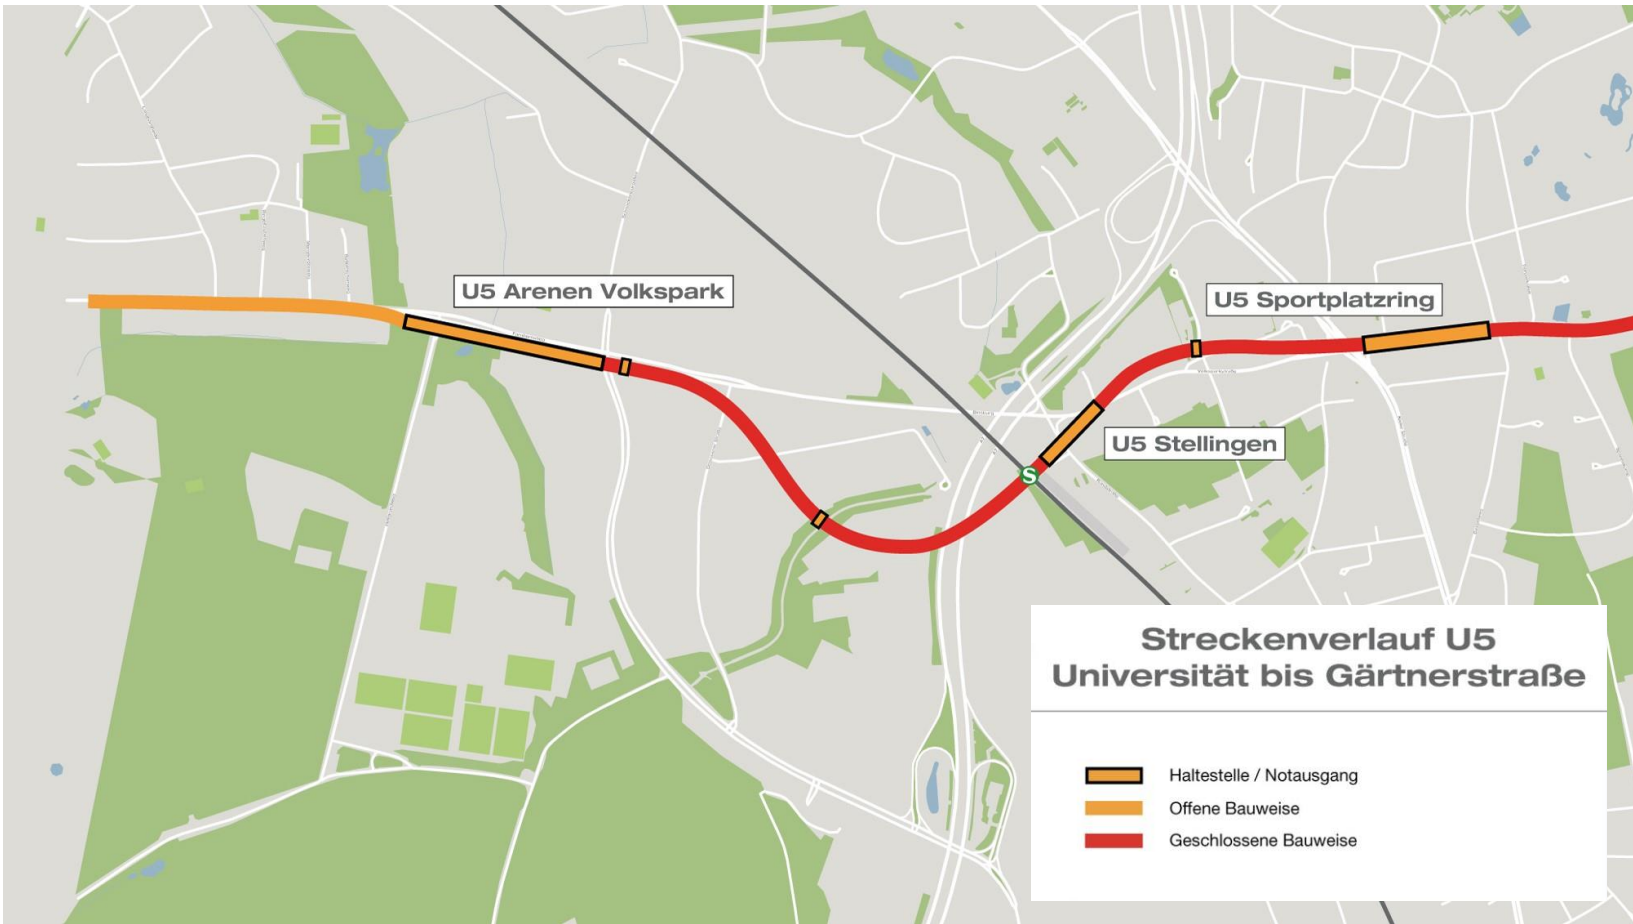 U5 Arenen Volkspark
U5 Sportplatzring
U5 Stellingen
S
Streckenverlauf U5
Universität bis Gärtnerstraße
Haltestelle / Notausgang
Offene Bauweise
Geschlossene Bauweise